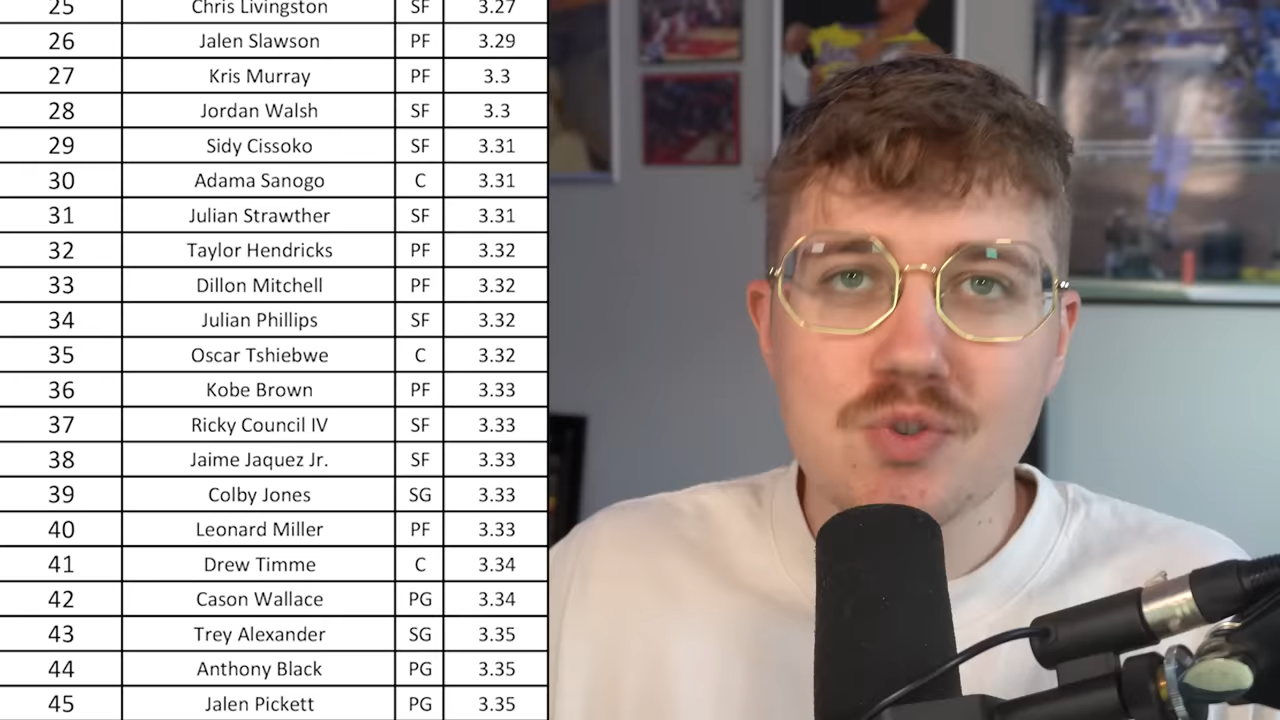 25 Chris Livingston SF 3.27
26 Jalen Slawson PF 3.29
27 Kris Murray PF 3.3
28 Jordan Walsh SF 3.3
29 Sidy Cissoko SF 3.31
30 Adama Sanogo C 3.31
31 Julian Strawther SF 3.31
32 Taylor Hendricks PF 3.32
33 Dillon Mitchell PF 3.32
34 Julian Phillips SF 3.32
35 Oscar Tshiebwe C 3.32
36 Kobe Brown PF 3.33
37 Ricky Council IV SF 3.33
38 Jaime Jaquez Jr. SF 3.33
39 Colby Jones SG 3.33
40 Leonard Miller PF 3.33
41 Drew Timme C 3.34
42 Cason Wallace PG 3.34
43 Trey Alexander SG 3.35
44 Anthony Black PG 3.35
45 Jalen Pickett PG 3.35